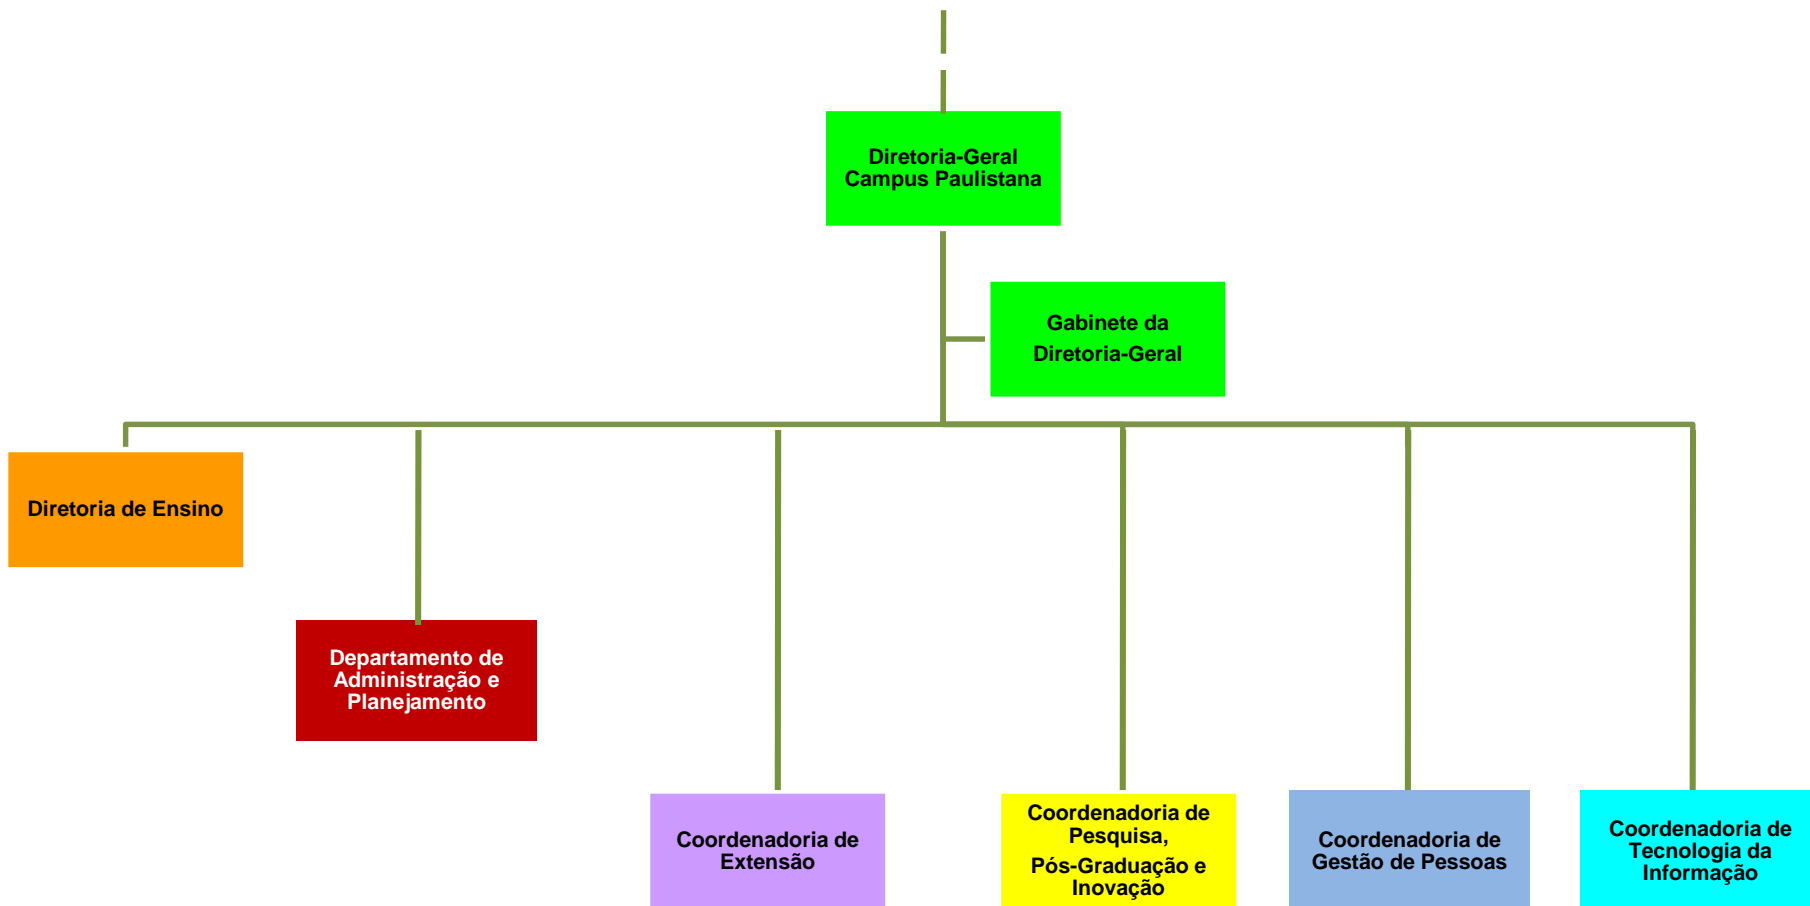 Diretoria-Geral
Campus Paulistana
Gabinete da
Diretoria-Geral
Diretoria de Ensino
Departamento de
Administração e
Planejamento
Coordenadoria de
Extensão
Coordenadoria de
Pesquisa,
Pós-Graduação e
Inovação
Coordenadoria de
Gestão de Pessoas
Coordenadoria de
Tecnologia da
Informação